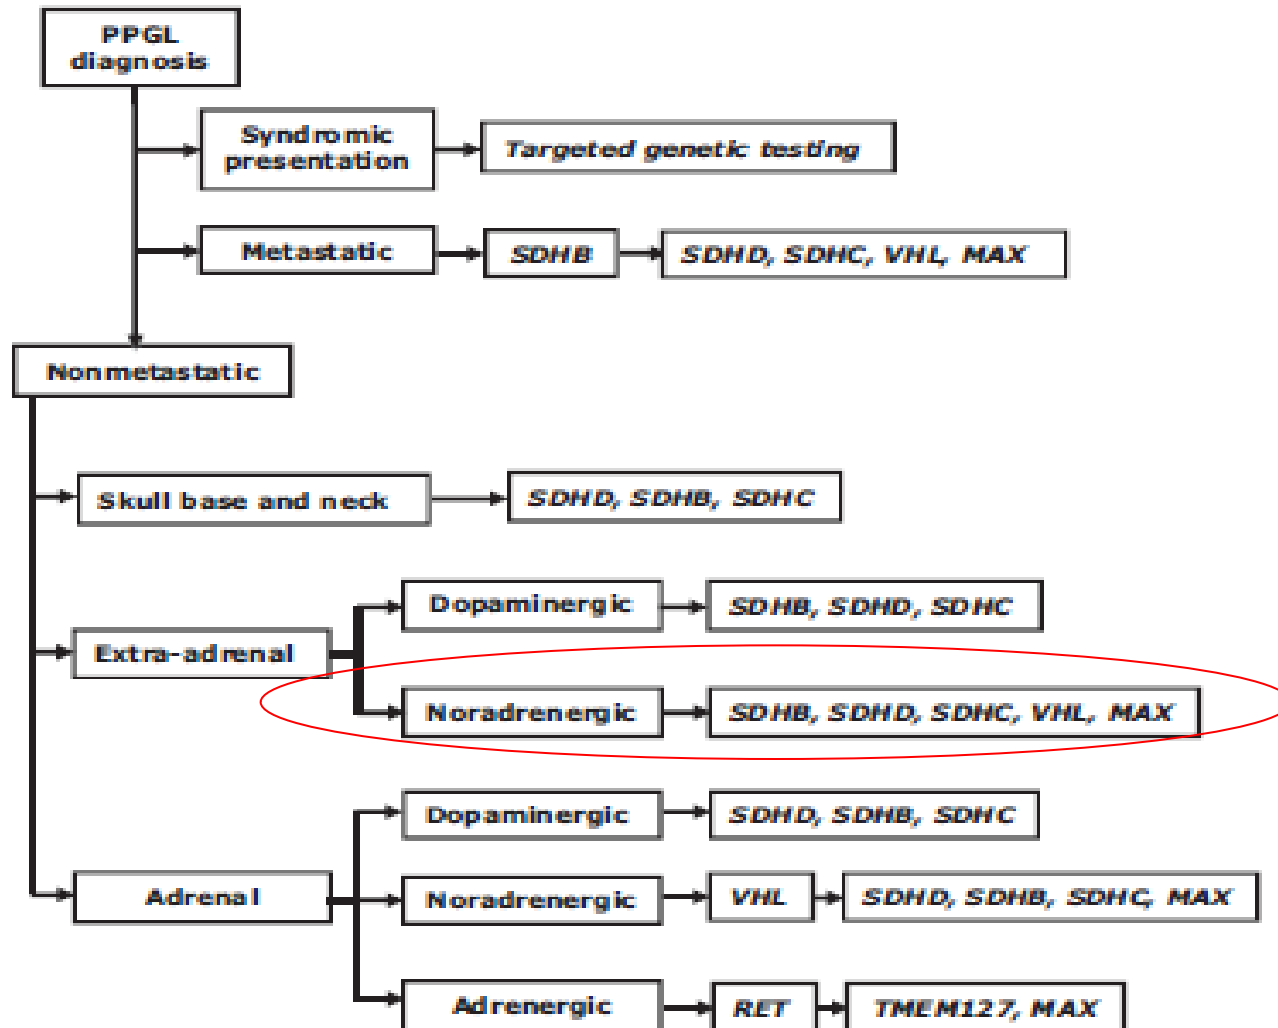 PPGL
diagnosis
Syndromic
presentation
Targeted genetic testing
Metastatic
SDHB
SDHD, SDHC, VHL, MAX
Nonmetastatic
Skull base and neck
SDHD, SDHB, SDHC
Extra-adrenal
Dopaminergic
SDHB, SDHD, SDHC
Noradrenergic
SDHB, SDHD, SDHC, VHL, MAX
Adrenal
Dopaminergic
SDHD, SDHB, SDHC
Noradrenergic
VHL
SDHD, SDHB, SDHC, MAX
Adrenergic
RET
TMEM127, MAX